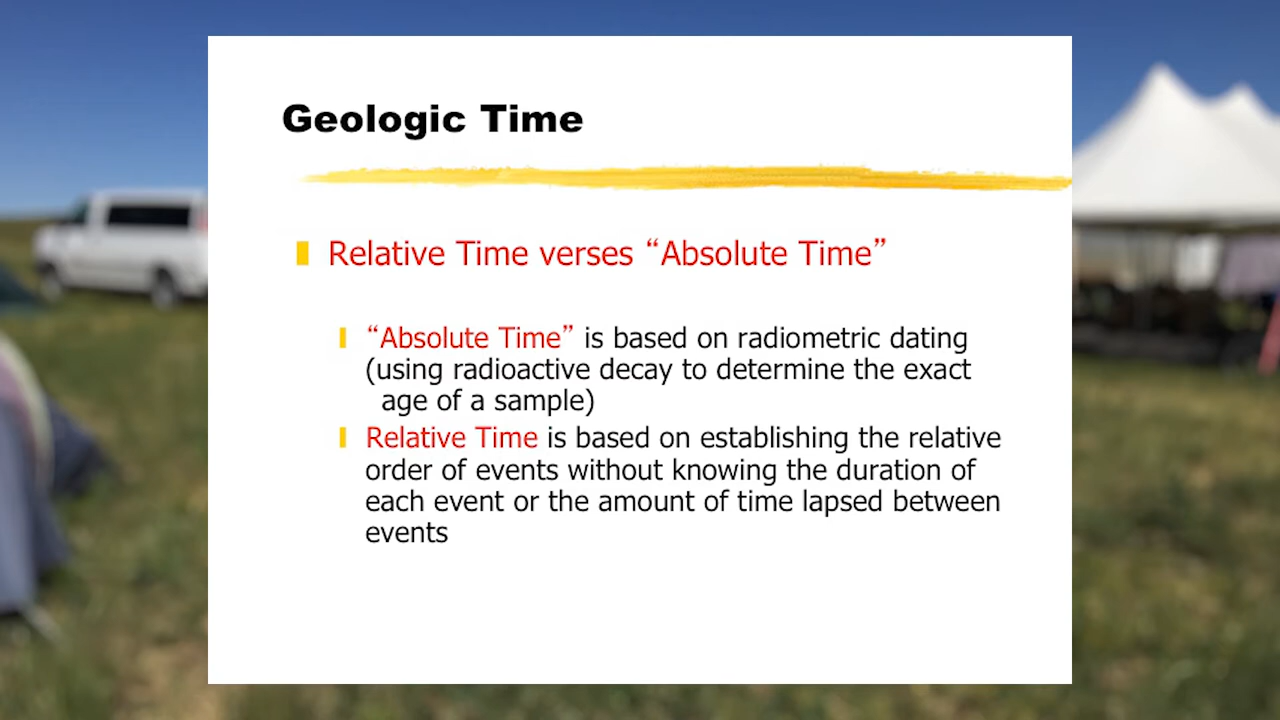 Geologic Time
Relative Time verses “Absolute Time”
“Absolute Time” is based on radiometric dating
(using radioactive decay to determine the exact
age of a sample)
Relative Time is based on establishing the relative
order of events without knowing the duration of
each event or the amount of time lapsed between
events